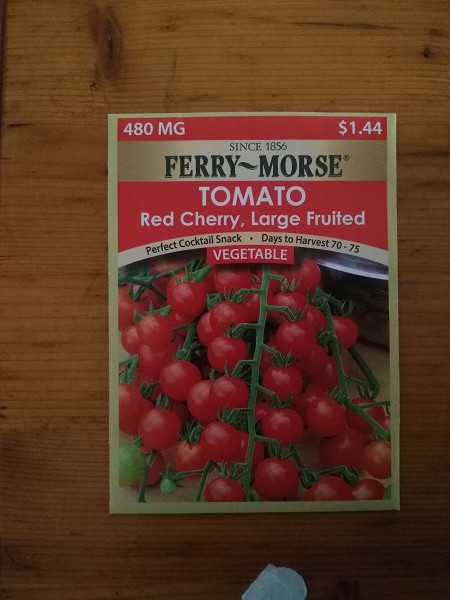 480 MG $1.44
SINCE 1856
FERRY~MORSE®
TOMATO
Red Cherry, Large Fruited
Perfect Cocktail Snack • Days to Harvest 70 - 75
VEGETABLE